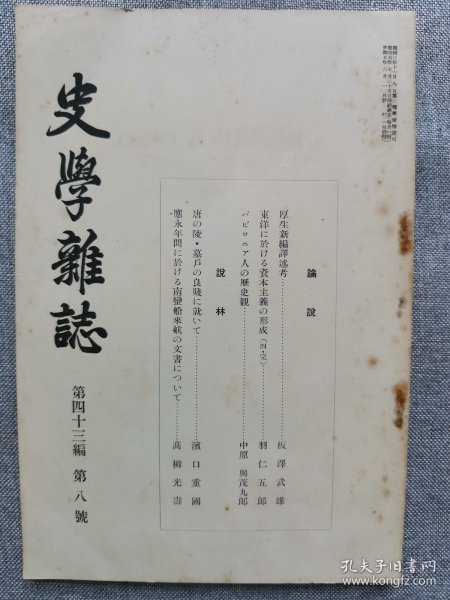 史學雜誌
第四十三編 第八號
論說
厚生新編譯述考 板澤武雄
東洋に於ける資本主義の形成(四・完) 羽仁五郎
バビロニア人の歷史觀 中原與茂九郎
說林
唐の陵・墓戶の良賤に就いて 濱口重國
應永年間に於ける南蠻船來航の文書について 高柳光壽
孔夫子旧书网
www.kongfz.com